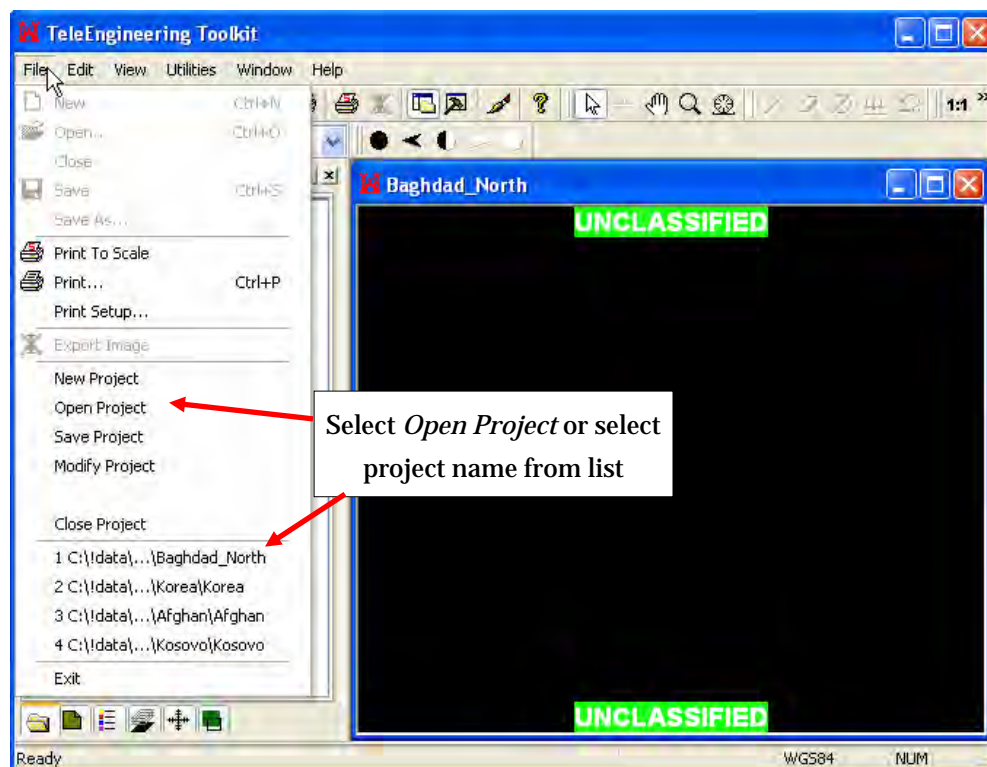 TeleEngineering Toolkit
File Edit View Utilities Window Help
New Ctrl+N
Open... Ctrl+O
Close
Save Ctrl+S
Save As...
Print To Scale
Print... Ctrl+P
Print Setup...
Export Image
New Project
Open Project
Save Project
Modify Project
Close Project
1 C:\!data\...\Baghdad_North
2 C:\!data\...\Korea\Korea
3 C:\!data\...\Afghan\Afghan
4 C:\!data\...\Kosovo\Kosovo
Exit
1:1 »
Baghdad_North
UNCLASSIFIED
Select Open Project or select
project name from list
UNCLASSIFIED
Ready WGS84 NUM